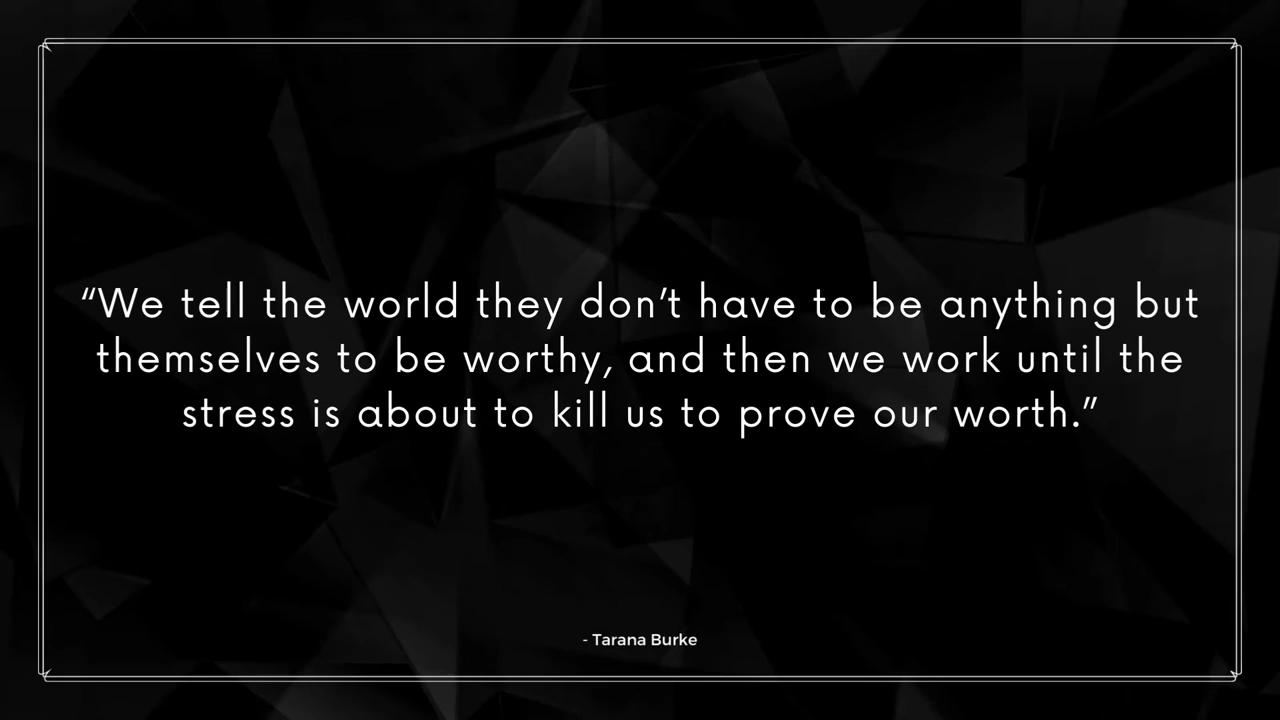 “We tell the world they don’t have to be anything but
themselves to be worthy, and then we work until the
stress is about to kill us to prove our worth.”
- Tarana Burke